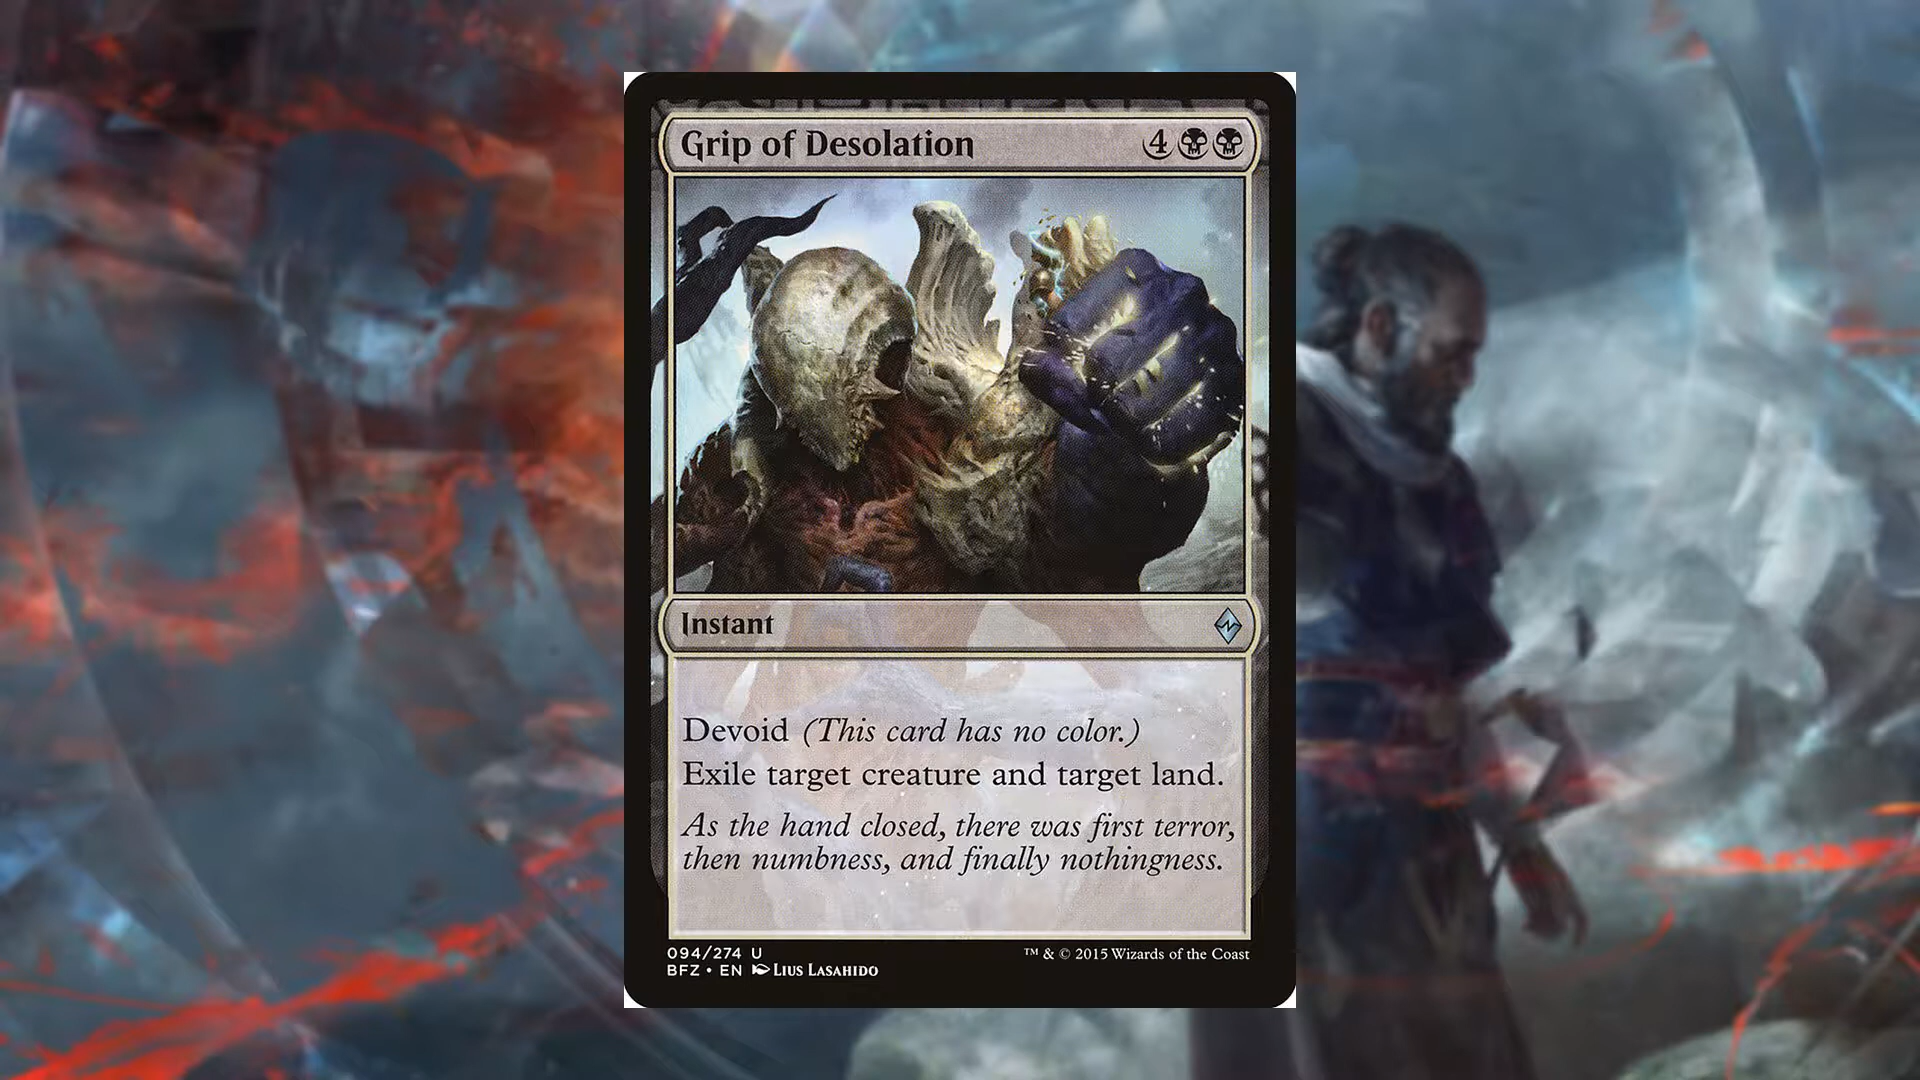 Grip of Desolation 4
Instant
Devoid (This card has no color.)
Exile target creature and target land.
As the hand closed, there was first terror,
then numbness, and finally nothingness.
094/274 U
™ & © 2015 Wizards of the Coast
BFZ • EN Lius Lasahido